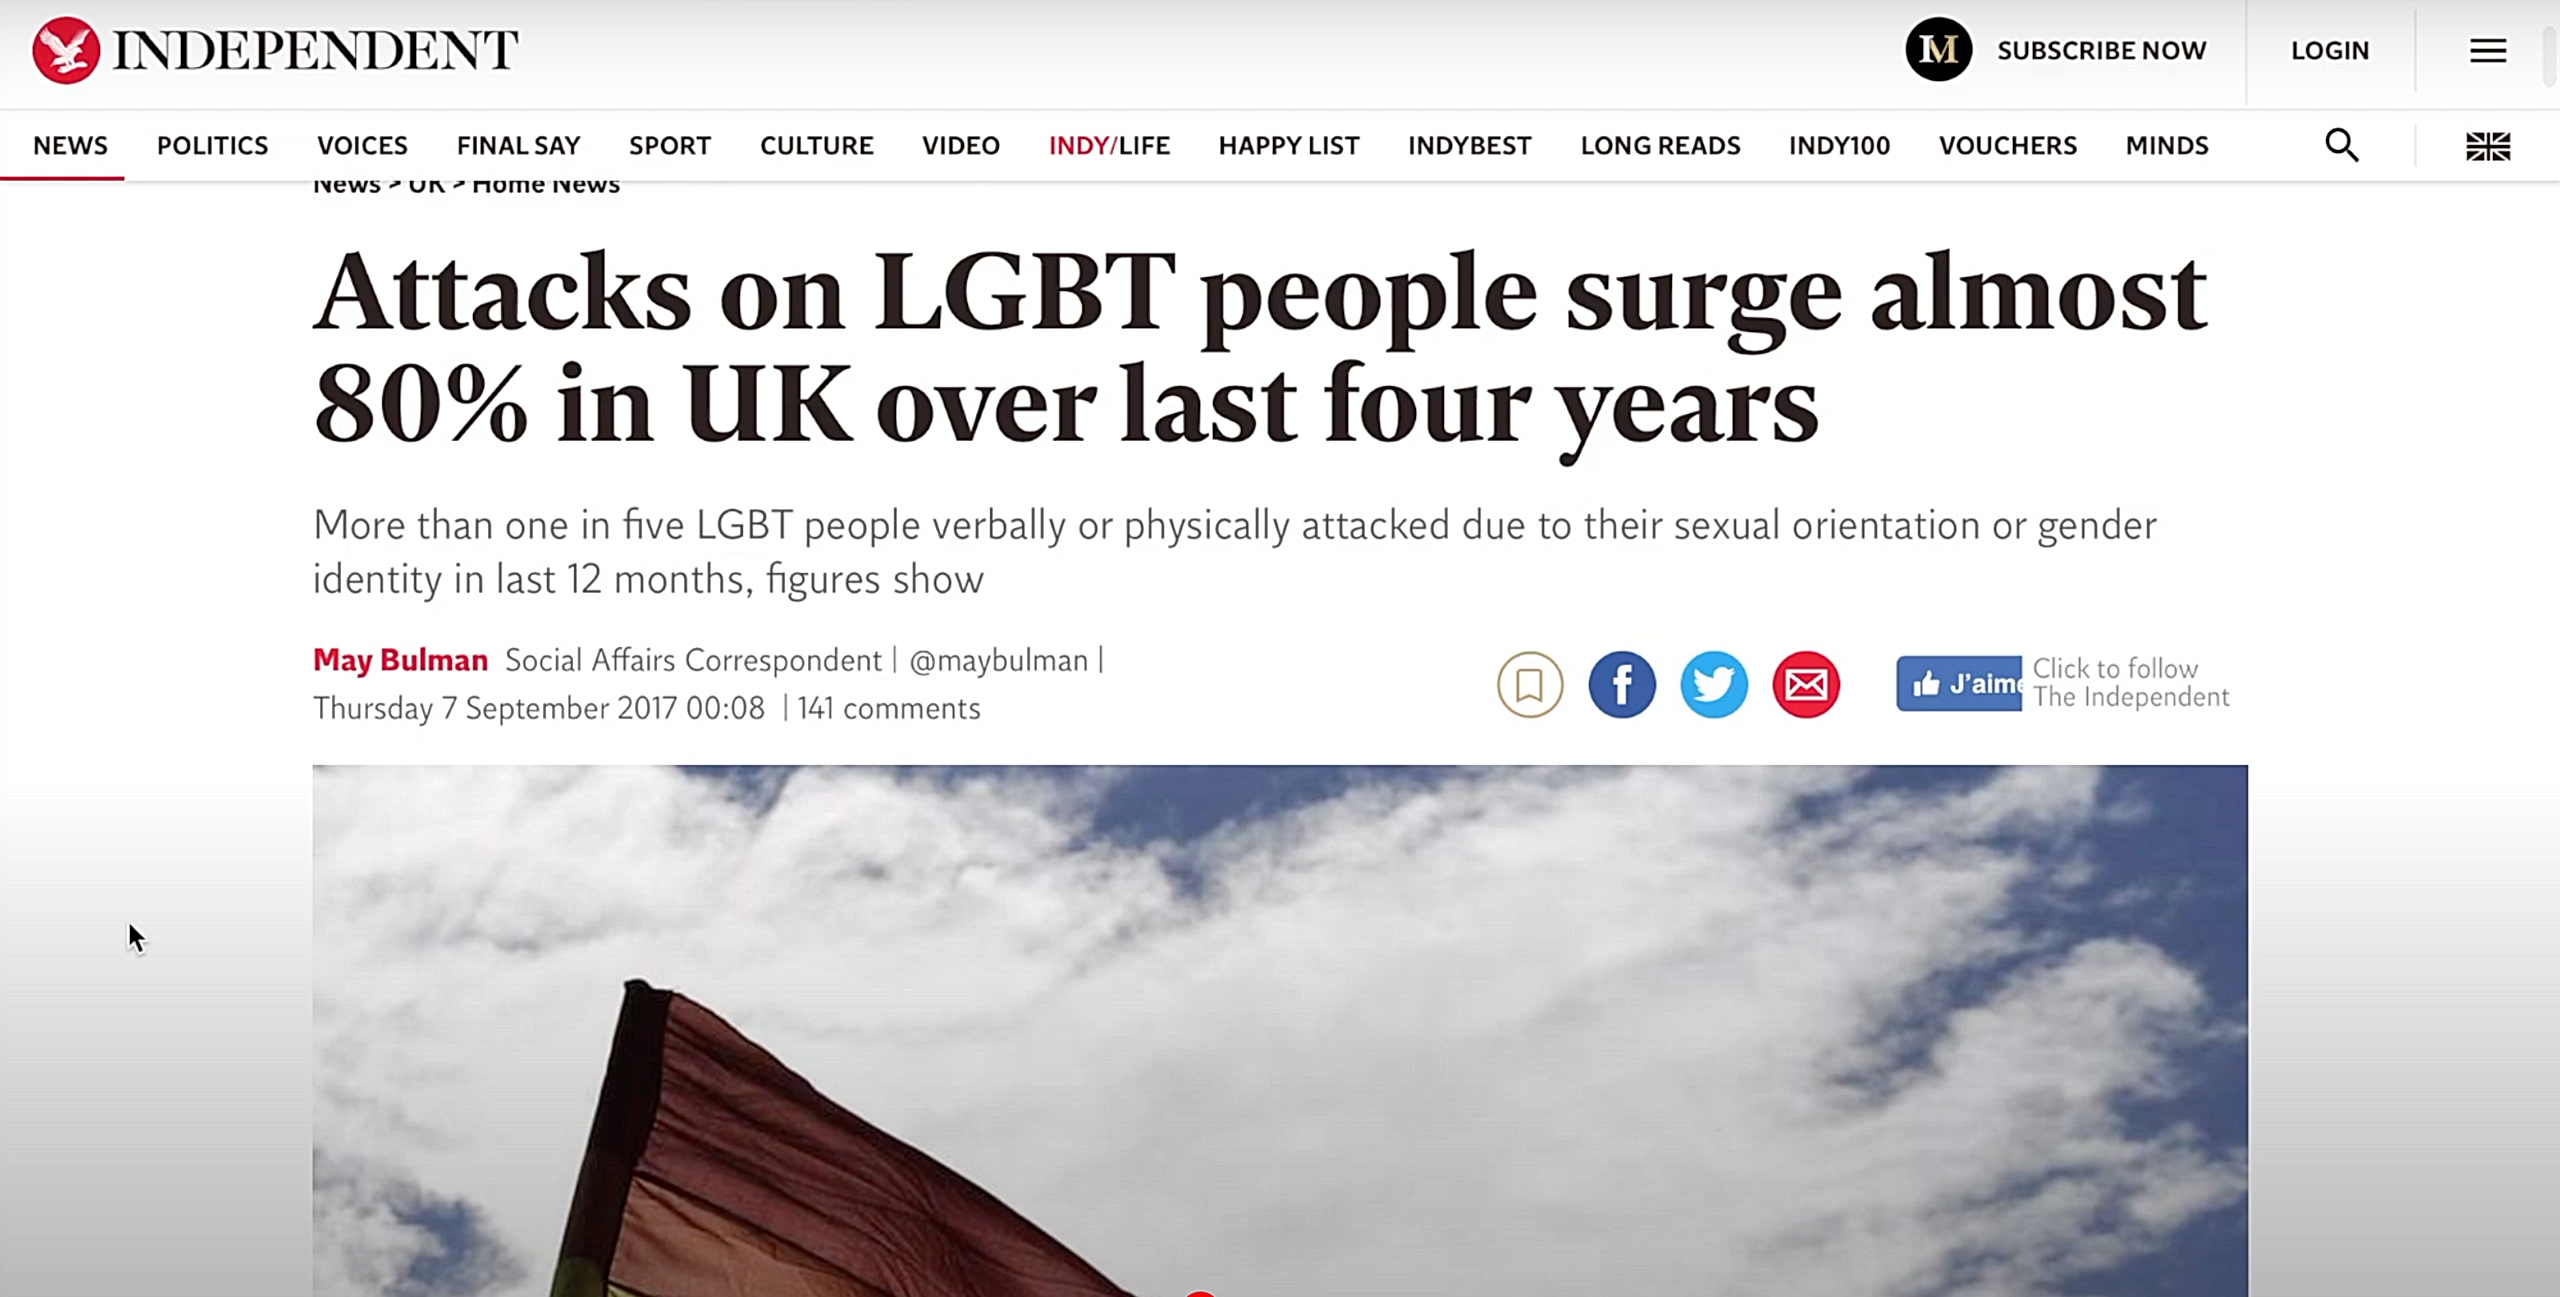 INDEPENDENT
SUBSCRIBE NOW
LOGIN
NEWS POLITICS VOICES FINAL SAY SPORT CULTURE VIDEO INDY/LIFE HAPPY LIST INDYBEST LONG READS INDY100 VOUCHERS MINDS
News > UK > Home News
Attacks on LGBT people surge almost
80% in UK over last four years
More than one in five LGBT people verbally or physically attacked due to their sexual orientation or gender
identity in last 12 months, figures show
May Bulman Social Affairs Correspondent | @maybulman |
Thursday 7 September 2017 00:08 | 141 comments
J'aime
Click to follow
The Independent